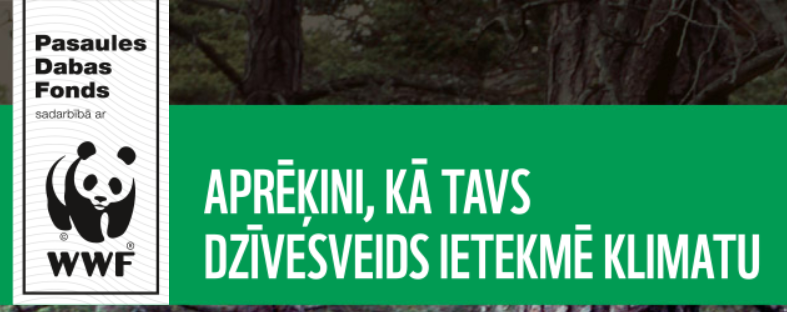 Pasaules
Dabas
Fonds
sadarbībā ar
©
®
WWF
APRĒĶINI, KĀ TAVS
DZĪVESVEIDS IETEKMĒ KLIMATU